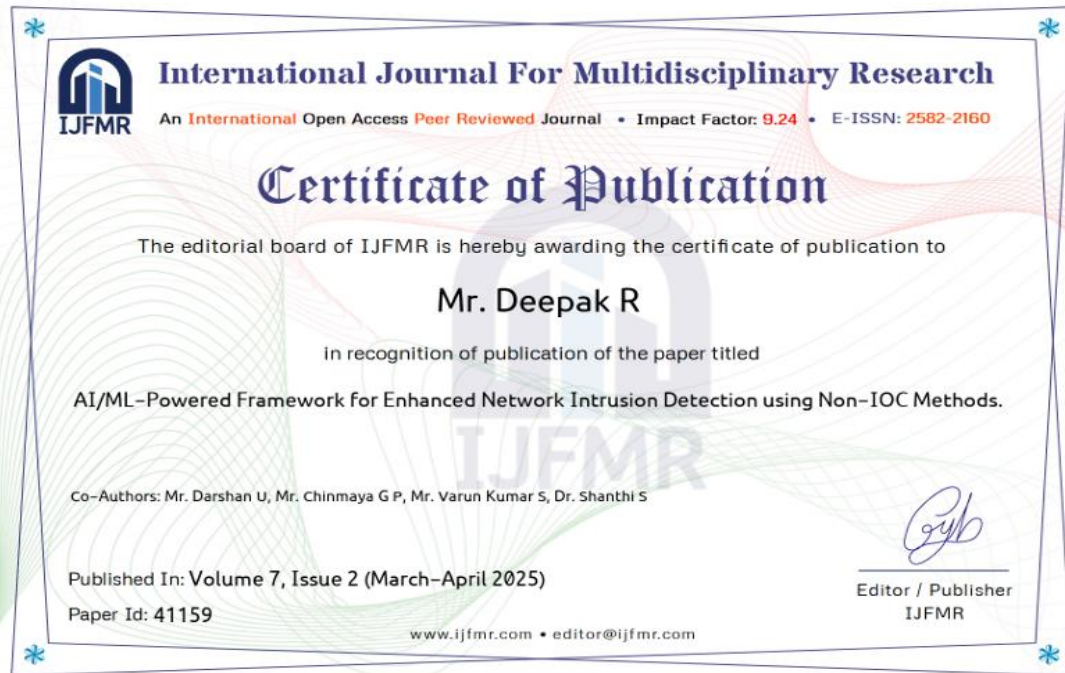 IJFMR
International Journal For Multidisciplinary Research
An International Open Access Peer Reviewed Journal • Impact Factor: 9.24 • E-ISSN: 2582-2160
Certificate of Publication
The editorial board of IJFMR is hereby awarding the certificate of publication to
Mr. Deepak R
in recognition of publication of the paper titled
AI/ML-Powered Framework for Enhanced Network Intrusion Detection using Non-IOC Methods.
IJFMR
Co-Authors: Mr. Darshan U, Mr. Chinmaya G P, Mr. Varun Kumar S, Dr. Shanthi S
Published In: Volume 7, Issue 2 (March-April 2025)
Paper Id: 41159
Editor / Publisher
IJFMR
www.ijfmr.com • editor@ijfmr.com